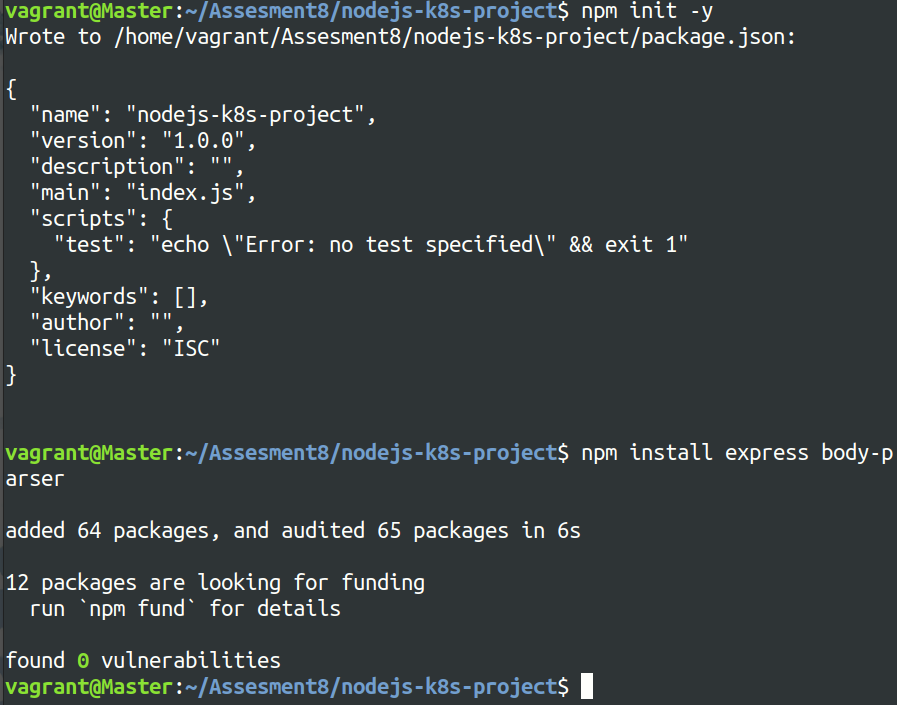 vagrant@Master:~/Assesment8/nodejs-k8s-project$ npm init -y
Wrote to /home/vagrant/Assesment8/nodejs-k8s-project/package.json:
{
  "name": "nodejs-k8s-project",
  "version": "1.0.0",
  "description": "",
  "main": "index.js",
  "scripts": {
    "test": "echo \"Error: no test specified\" && exit 1"
  },
  "keywords": [],
  "author": "",
  "license": "ISC"
}
vagrant@Master:~/Assesment8/nodejs-k8s-project$ npm install express body-p
arser
added 64 packages, and audited 65 packages in 6s
12 packages are looking for funding
  run `npm fund` for details
found 0 vulnerabilities
vagrant@Master:~/Assesment8/nodejs-k8s-project$